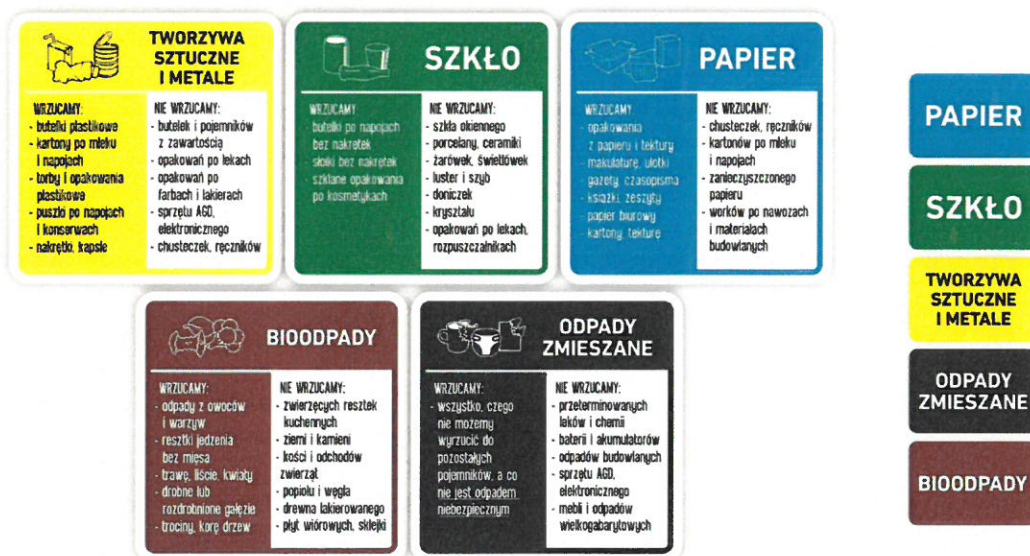 TWORZYWA
SZTUCZNE
I METALE
WRZUCAMY:
- butelki plastikowe
- kartony po mleku
i napojach
- torby i opakowania
plastikowe
- puszki po napojach
i konserwach
- nakrętki, kapsle
NIE WRZUCAMY:
- butelek i pojemników
z zawartością
- opakowań po lekach
- opakowań po
farbach i lakierach
- sprzętu AGD,
elektronicznego
- chusteczek, ręczników
SZKŁO
WRZUCAMY
- butelki po napojach
bez nakrętek
- słoiki bez nakrętek
- szklane opakowania
po kosmetykach
NIE WRZUCAMY:
- szkła okiennego
- porcelany, ceramiki
- żarówek, świetlówek
- luster i szyb
- doniczek
- kryształu
- opakowań po lekach,
rozpuszczalnikach
PAPIER
WRZUCAMY
- opakowania
z papieru i tektury
- makulaturę, ulotki
- gazety, czasopisma
- książki, zeszyty
- papier biurowy
- kartony, tekturę
NIE WRZUCAMY:
- chusteczek, ręczników
- kartonów po mleku
i napojach
- zanieczyszczonego
papieru
- worków po nawozach
i materiałach
budowlanych
BIOODPADY
WRZUCAMY:
- odpady z owoców
i warzyw
- resztki jedzenia
bez mięsa
- trawę, liście, kwiaty
- drobne lub
rozdrobnione gałęzie
- trociny, korę drzew
NIE WRZUCAMY:
- zwierzęcych resztek
kuchennych
- ziemi i kamieni
- kości i odchodów
zwierząt
- popiołu i węgla
- drewna lakierowanego
- płyt wiórowych, sklejki
ODPADY
ZMIESZANE
WRZUCAMY:
- wszystko, czego
nie możemy
wyrzucić do
pozostałych
pojemników, a co
nie jest odpadem
niebezpiecznym
NIE WRZUCAMY:
- przeterminowanych
leków i chemii
- baterii i akumulatorów
- odpadów budowlanych
- sprzętu AGD,
elektronicznego
- mebli i odpadów
wielkogabarytowych
PAPIER
SZKŁO
TWORZYWA
SZTUCZNE
I METALE
ODPADY
ZMIESZANE
BIOODPADY